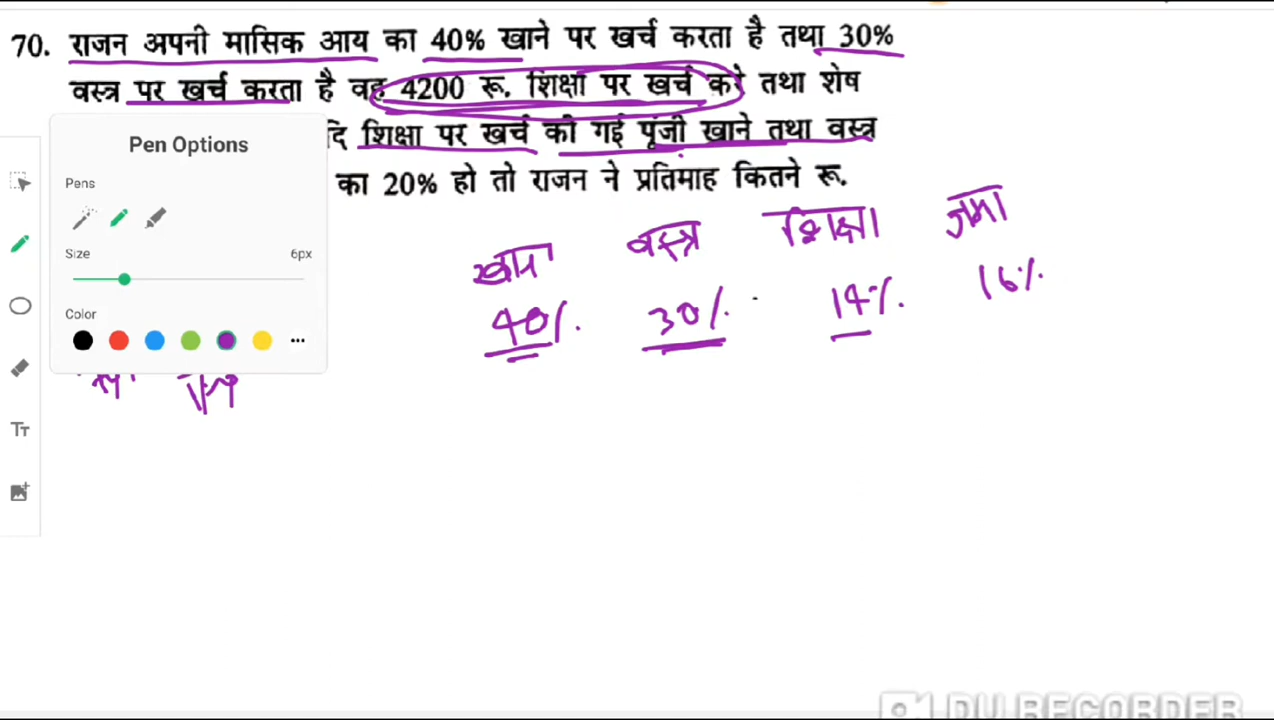 70. राजन अपनी मासिक आय का 40% खाने पर खर्च करता है तथा 30%
वस्त्र पर खर्च करता है वह 4200 रू. शिक्षा पर खर्च करे तथा शेष
दि शिक्षा पर खर्च की गई पूंजी खाने तथा वस्त्र
का 20% हो तो राजन ने प्रतिमाह कितने रू.
Pen Options
Pens
Size 6px
Color
खाना वस्त्र शिक्षा जमा
40% 30% 14% 16%
DU RECORDER